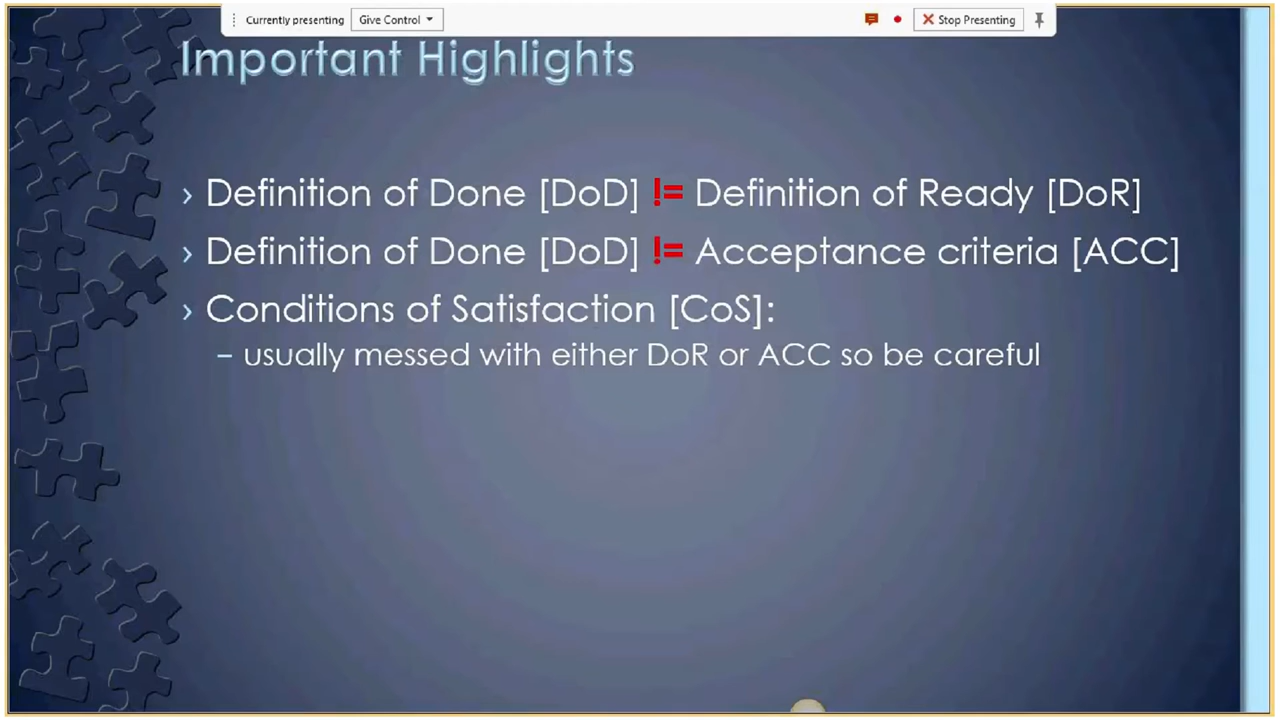 Currently presenting Give Control Stop Presenting
Important Highlights
› Definition of Done [DoD] != Definition of Ready [DoR]
› Definition of Done [DoD] != Acceptance criteria [ACC]
› Conditions of Satisfaction [CoS]:
– usually messed with either DoR or ACC so be careful